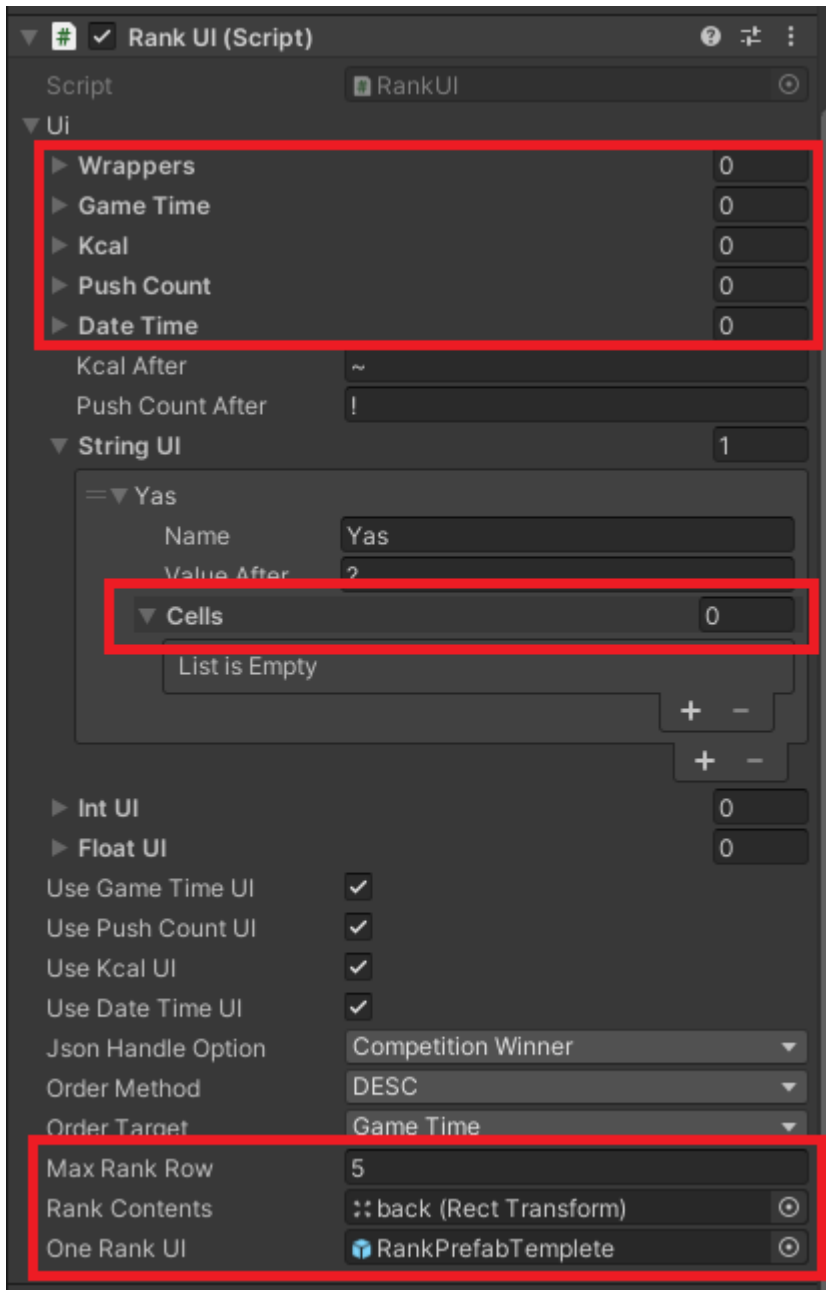 Rank UI (Script)
Script RankUI
Ui
Wrappers 0
Game Time 0
Kcal 0
Push Count 0
Date Time 0
Kcal After ~
Push Count After !
String UI 1
Yas
Name Yas
Value After ?
Cells 0
List is Empty
Int UI 0
Float UI 0
Use Game Time UI
Use Push Count UI
Use Kcal UI
Use Date Time UI
Json Handle Option Competition Winner
Order Method DESC
Order Target Game Time
Max Rank Row 5
Rank Contents back (Rect Transform)
One Rank UI RankPrefabTemplete